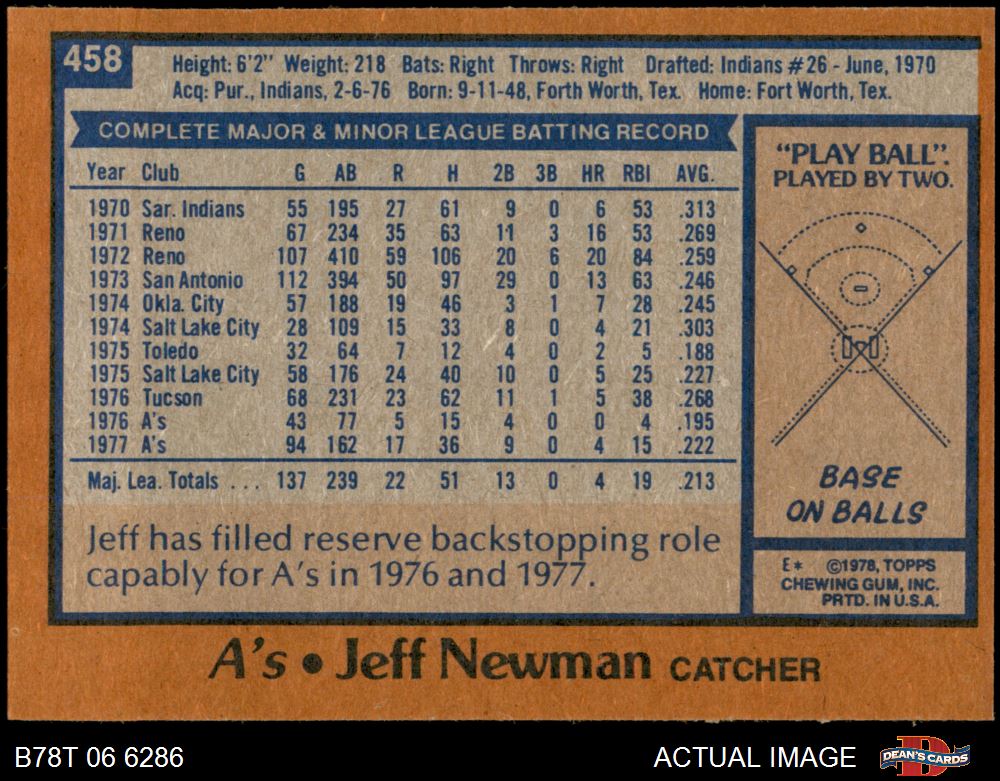 458
Height: 6'2" Weight: 218 Bats: Right Throws: Right Drafted: Indians #26 - June, 1970
Acq: Pur., Indians, 2-6-76 Born: 9-11-48, Forth Worth, Tex. Home: Fort Worth, Tex.
COMPLETE MAJOR & MINOR LEAGUE BATTING RECORD
Year Club G AB R H 2B 3B HR RBI AVG.
1970 Sar. Indians 55 195 27 61 9 0 6 53 .313
1971 Reno 67 234 35 63 11 3 16 53 .269
1972 Reno 107 410 59 106 20 6 20 84 .259
1973 San Antonio 112 394 50 97 29 0 13 63 .246
1974 Okla. City 57 188 19 46 3 1 7 28 .245
1974 Salt Lake City 28 109 15 33 8 0 4 21 .303
1975 Toledo 32 64 7 12 4 0 2 5 .188
1975 Salt Lake City 58 176 24 40 10 0 5 25 .227
1976 Tucson 68 231 23 62 11 1 5 38 .268
1976 A's 43 77 5 15 4 0 0 4 .195
1977 A's 94 162 17 36 9 0 4 15 .222
Maj. Lea. Totals ... 137 239 22 51 13 0 4 19 .213
Jeff has filled reserve backstopping role
capably for A's in 1976 and 1977.
"PLAY BALL".
PLAYED BY TWO.
BASE
ON BALLS
E* ©1978, TOPPS
CHEWING GUM, INC.
PRTD. IN U.S.A.
A's • Jeff Newman CATCHER
B78T 06 6286
ACTUAL IMAGE
DEAN'S CARDS